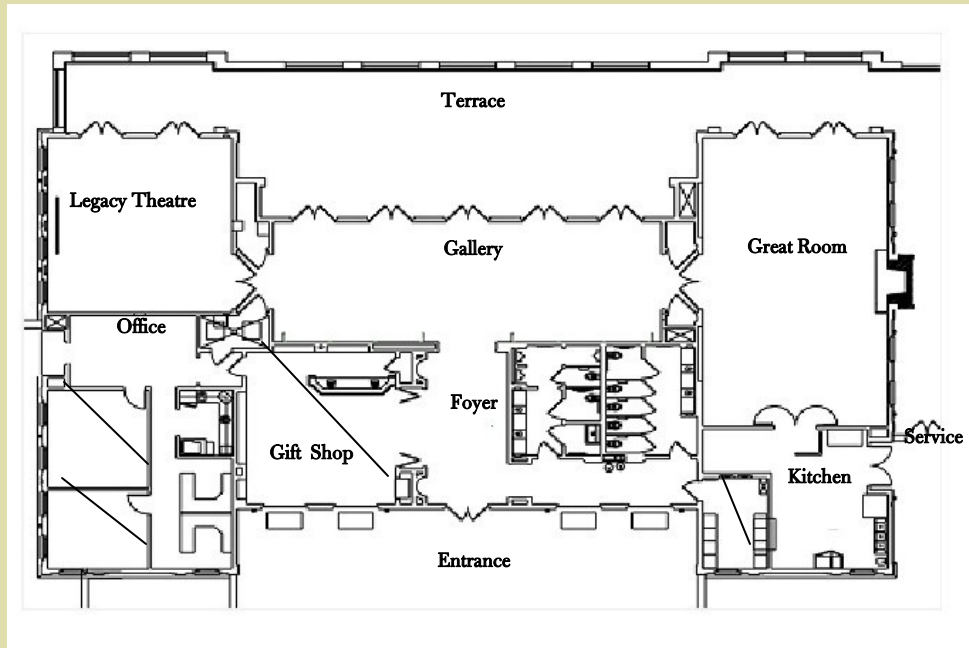 Terrace
Legacy Theatre
Gallery
Great Room
Office
Foyer
Service
Gift Shop
Kitchen
Entrance